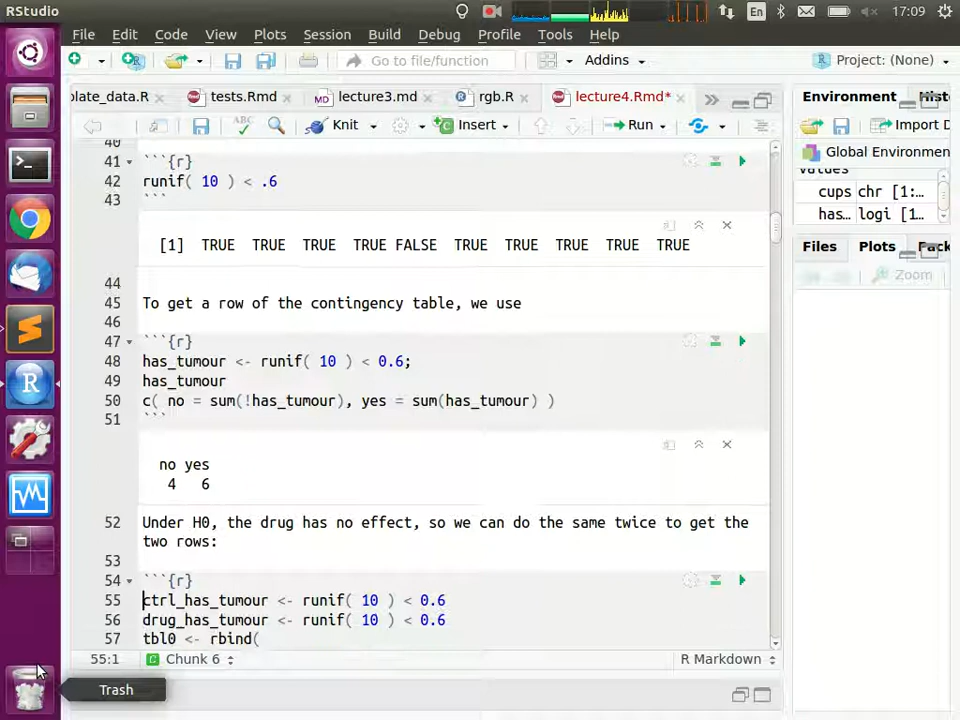 RStudio
En
17:09
File Edit Code View Plots Session Build Debug Profile Tools Help
Go to file/function
Addins
Project: (None)
plate_data.R
tests.Rmd
lecture3.md
rgb.R
lecture4.Rmd*
Environment
Knit
Insert
Run
Import D
Global Environmen
Values
cups chr [1:…
has… logi [1…
Files Plots Pack
Zoom
40
41 ```{r}
42 runif( 10 ) < .6
43 ```
[1] TRUE TRUE TRUE TRUE FALSE TRUE TRUE TRUE TRUE TRUE
44
45 To get a row of the contingency table, we use
46
47 ```{r}
48 has_tumour <- runif( 10 ) < 0.6;
49 has_tumour
50 c( no = sum(!has_tumour), yes = sum(has_tumour) )
51 ```
no yes
4 6
52 Under H0, the drug has no effect, so we can do the same twice to get the
two rows:
53
54 ```{r}
55 ctrl_has_tumour <- runif( 10 ) < 0.6
56 drug_has_tumour <- runif( 10 ) < 0.6
57 tbl0 <- rbind(
55:1 Chunk 6 R Markdown
Trash